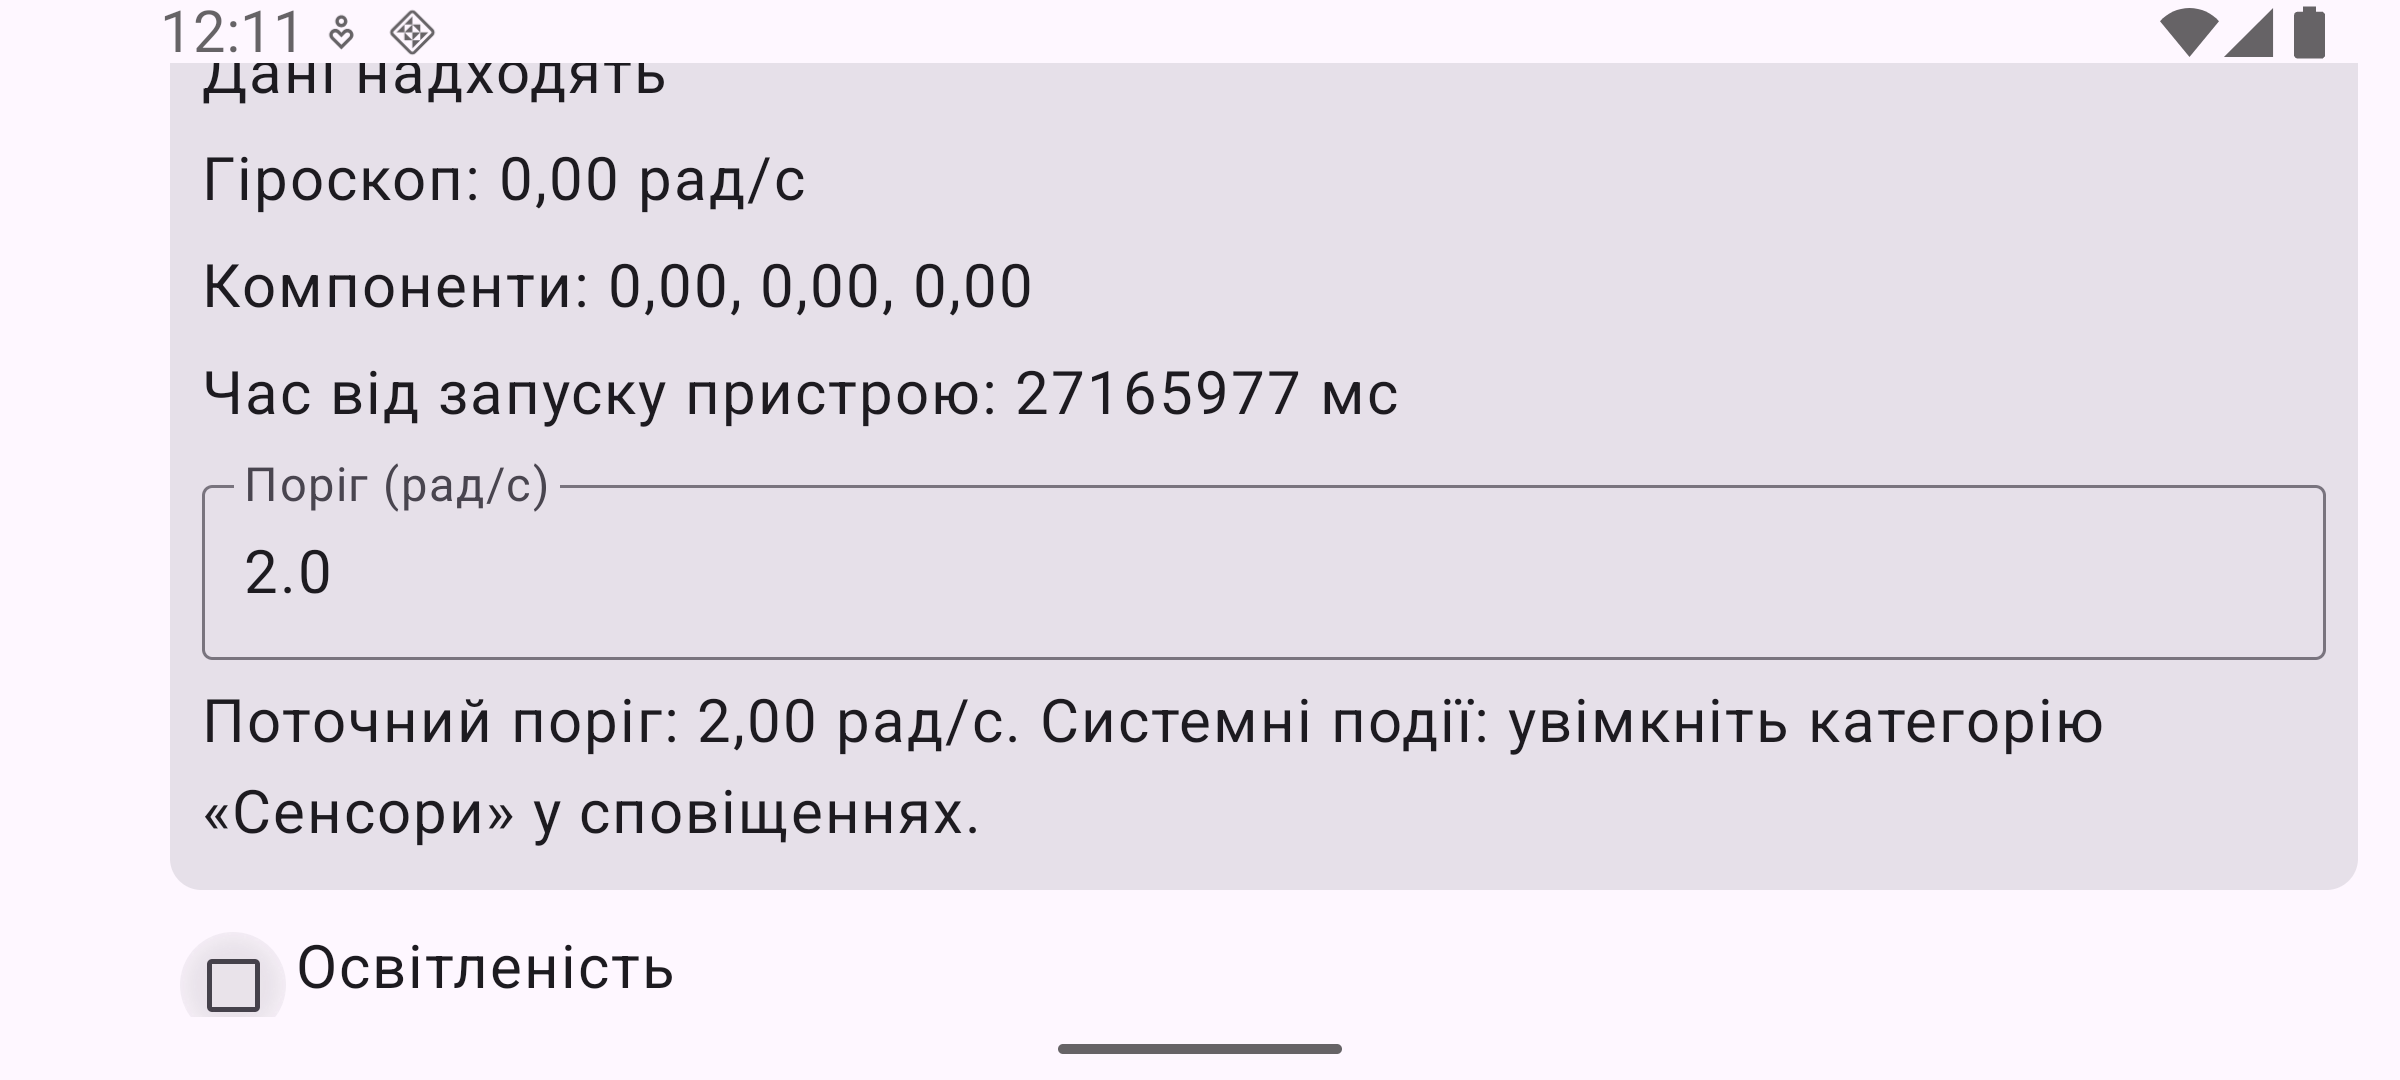 12:11
Дані надходять
Гіроскоп: 0,00 рад/с
Компоненти: 0,00, 0,00, 0,00
Час від запуску пристрою: 27165977 мс
Поріг (рад/с)
2.0
Поточний поріг: 2,00 рад/с. Системні події: увімкніть категорію
«Сенсори» у сповіщеннях.
Освітленість